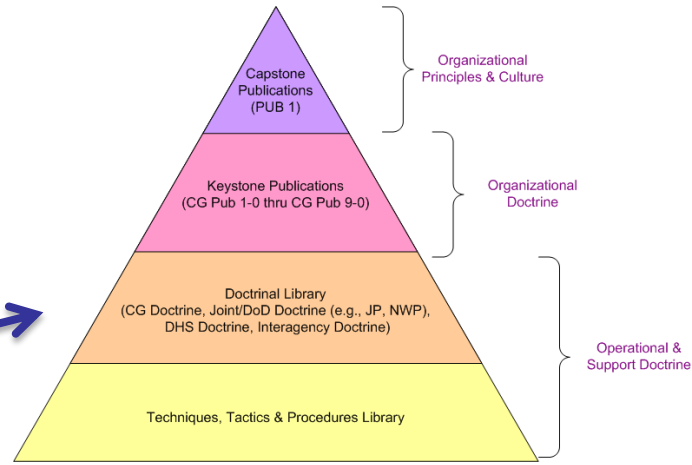 Capstone
Publications
(PUB 1)
Organizational
Principles & Culture
Keystone Publications
(CG Pub 1-0 thru CG Pub 9-0)
Organizational
Doctrine
Doctrinal Library
(CG Doctrine, Joint/DoD Doctrine (e.g., JP, NWP),
DHS Doctrine, Interagency Doctrine)
Operational &
Support Doctrine
Techniques, Tactics & Procedures Library